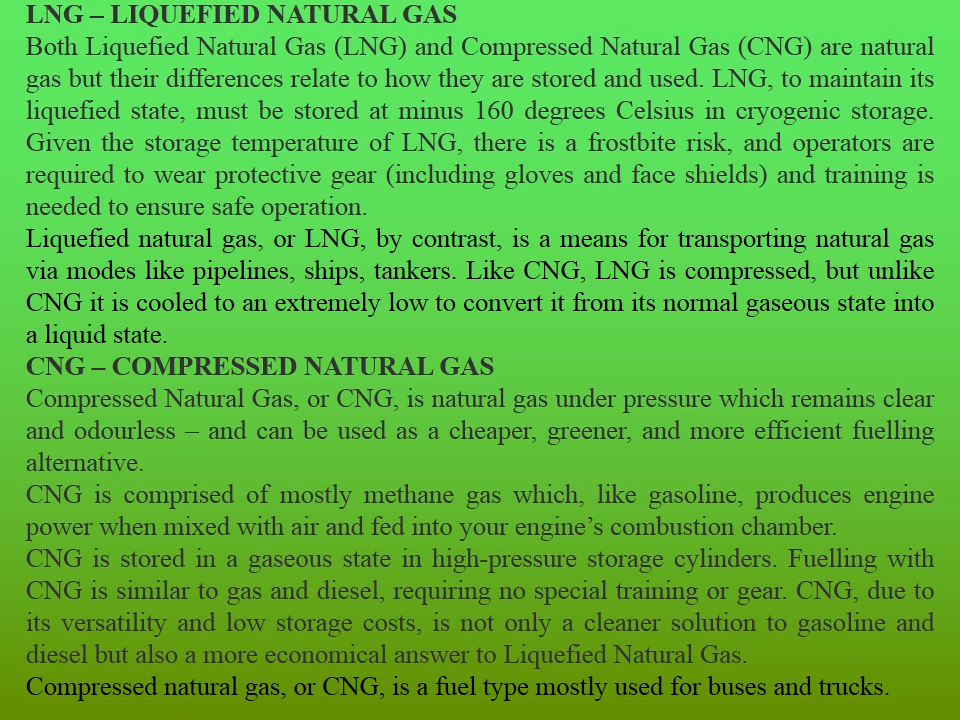 LNG – LIQUEFIED NATURAL GAS
Both Liquefied Natural Gas (LNG) and Compressed Natural Gas (CNG) are natural
gas but their differences relate to how they are stored and used. LNG, to maintain its
liquefied state, must be stored at minus 160 degrees Celsius in cryogenic storage.
Given the storage temperature of LNG, there is a frostbite risk, and operators are
required to wear protective gear (including gloves and face shields) and training is
needed to ensure safe operation.
Liquefied natural gas, or LNG, by contrast, is a means for transporting natural gas
via modes like pipelines, ships, tankers. Like CNG, LNG is compressed, but unlike
CNG it is cooled to an extremely low to convert it from its normal gaseous state into
a liquid state.
CNG – COMPRESSED NATURAL GAS
Compressed Natural Gas, or CNG, is natural gas under pressure which remains clear
and odourless – and can be used as a cheaper, greener, and more efficient fuelling
alternative.
CNG is comprised of mostly methane gas which, like gasoline, produces engine
power when mixed with air and fed into your engine’s combustion chamber.
CNG is stored in a gaseous state in high-pressure storage cylinders. Fuelling with
CNG is similar to gas and diesel, requiring no special training or gear. CNG, due to
its versatility and low storage costs, is not only a cleaner solution to gasoline and
diesel but also a more economical answer to Liquefied Natural Gas.
Compressed natural gas, or CNG, is a fuel type mostly used for buses and trucks.